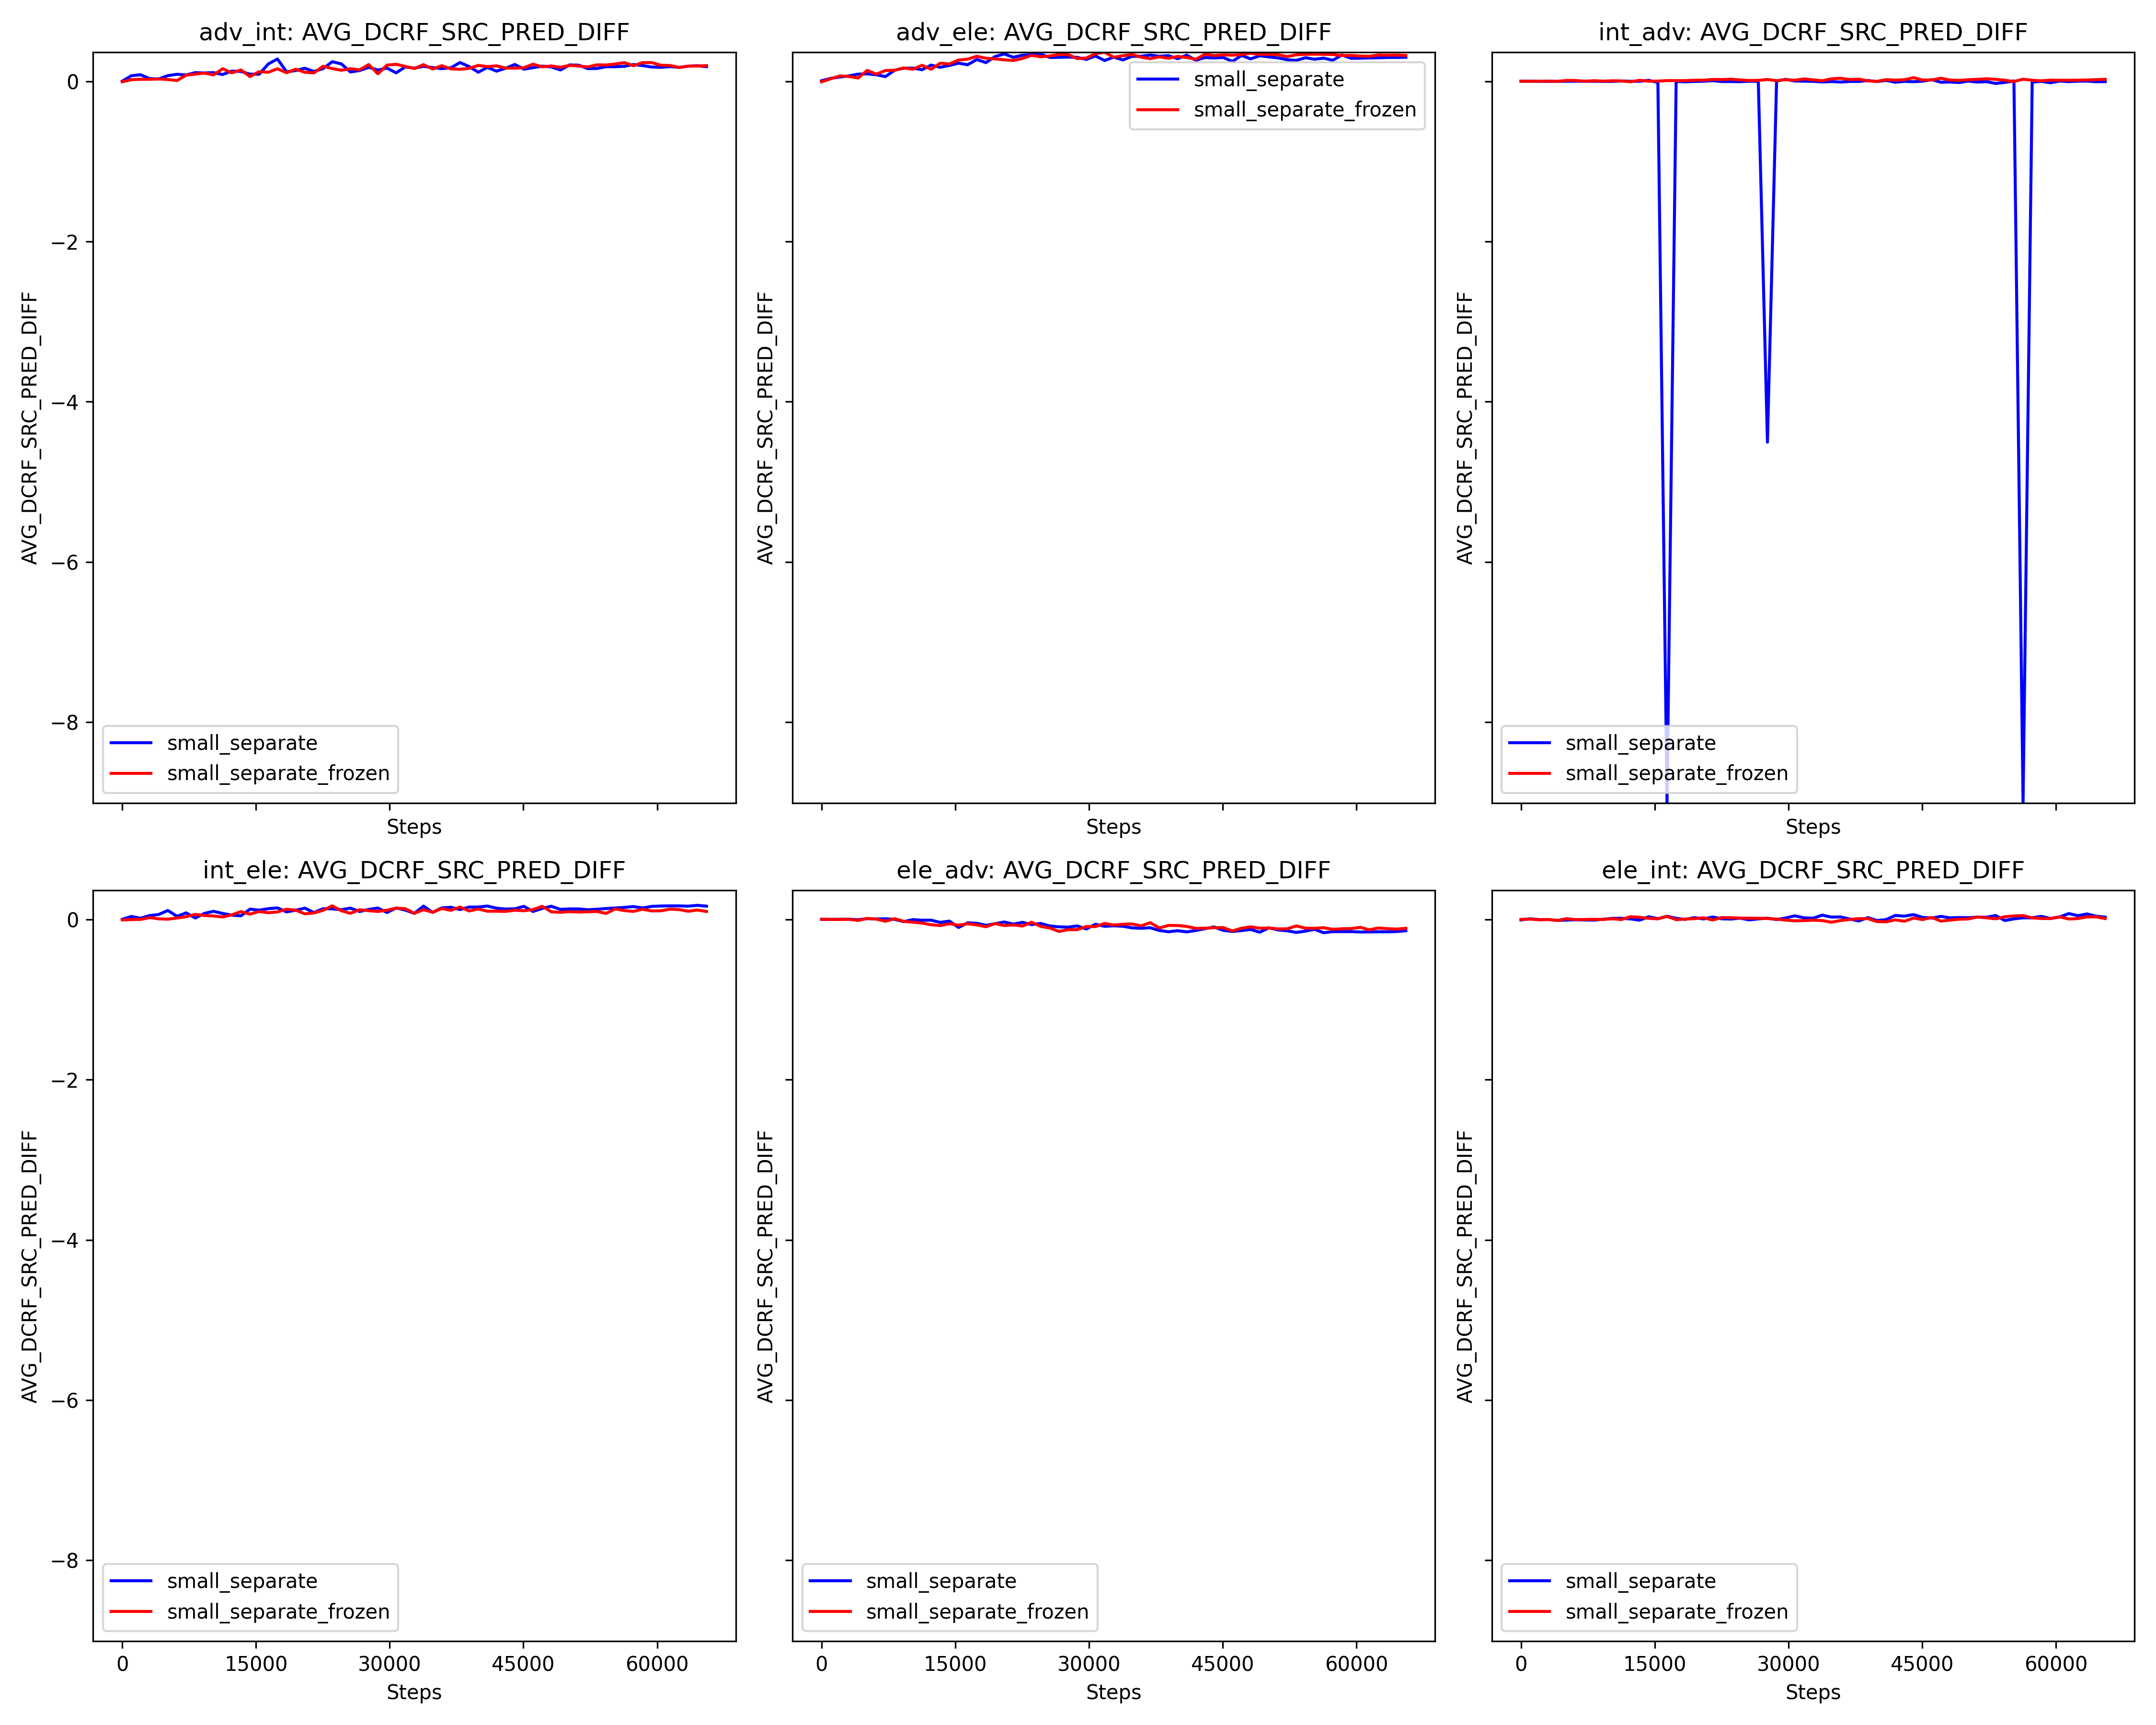 adv_int: AVG_DCRF_SRC_PRED_DIFF
adv_ele: AVG_DCRF_SRC_PRED_DIFF
int_adv: AVG_DCRF_SRC_PRED_DIFF
AVG_DCRF_SRC_PRED_DIFF
0
−2
−4
−6
−8
small_separate
small_separate_frozen
Steps
AVG_DCRF_SRC_PRED_DIFF
small_separate
small_separate_frozen
Steps
AVG_DCRF_SRC_PRED_DIFF
small_separate
small_separate_frozen
Steps
int_ele: AVG_DCRF_SRC_PRED_DIFF
ele_adv: AVG_DCRF_SRC_PRED_DIFF
ele_int: AVG_DCRF_SRC_PRED_DIFF
AVG_DCRF_SRC_PRED_DIFF
0
−2
−4
−6
−8
small_separate
small_separate_frozen
0 15000 30000 45000 60000
Steps
AVG_DCRF_SRC_PRED_DIFF
small_separate
small_separate_frozen
0 15000 30000 45000 60000
Steps
AVG_DCRF_SRC_PRED_DIFF
small_separate
small_separate_frozen
0 15000 30000 45000 60000
Steps